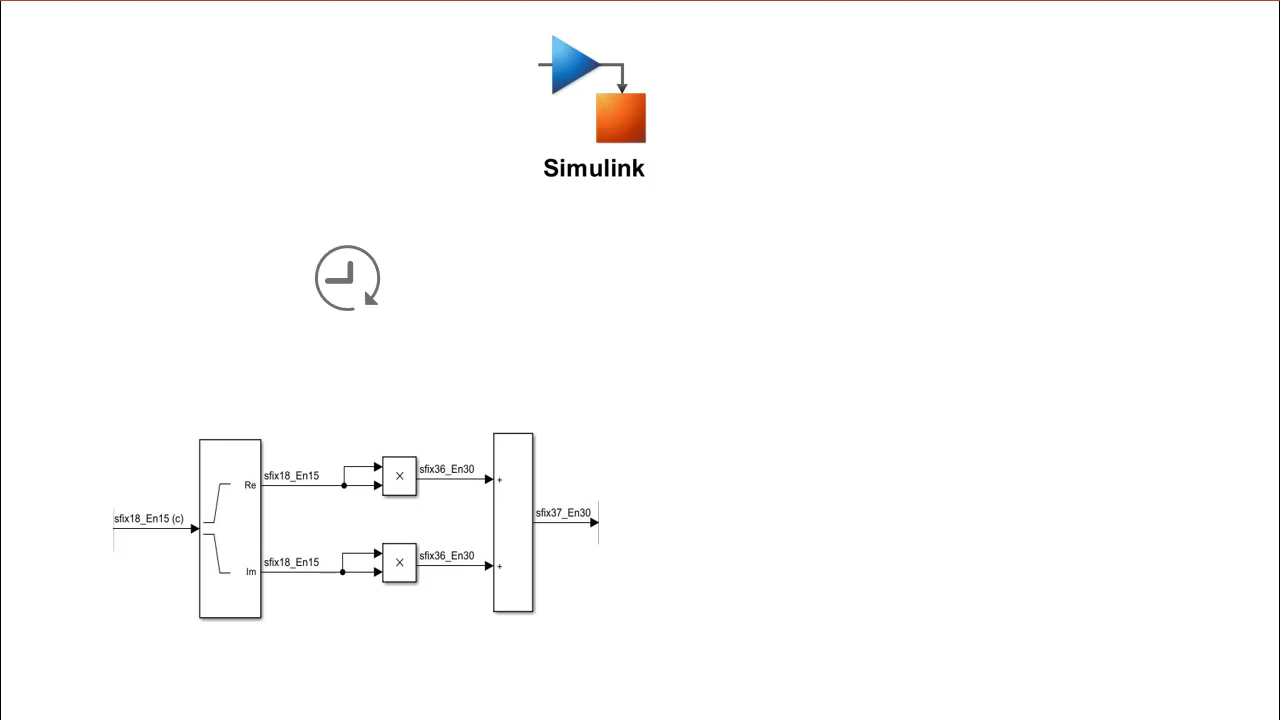 Simulink
sfix18_En15 (c)
Re
Im
sfix18_En15
sfix18_En15
×
×
sfix36_En30
sfix36_En30
+
+
sfix37_En30